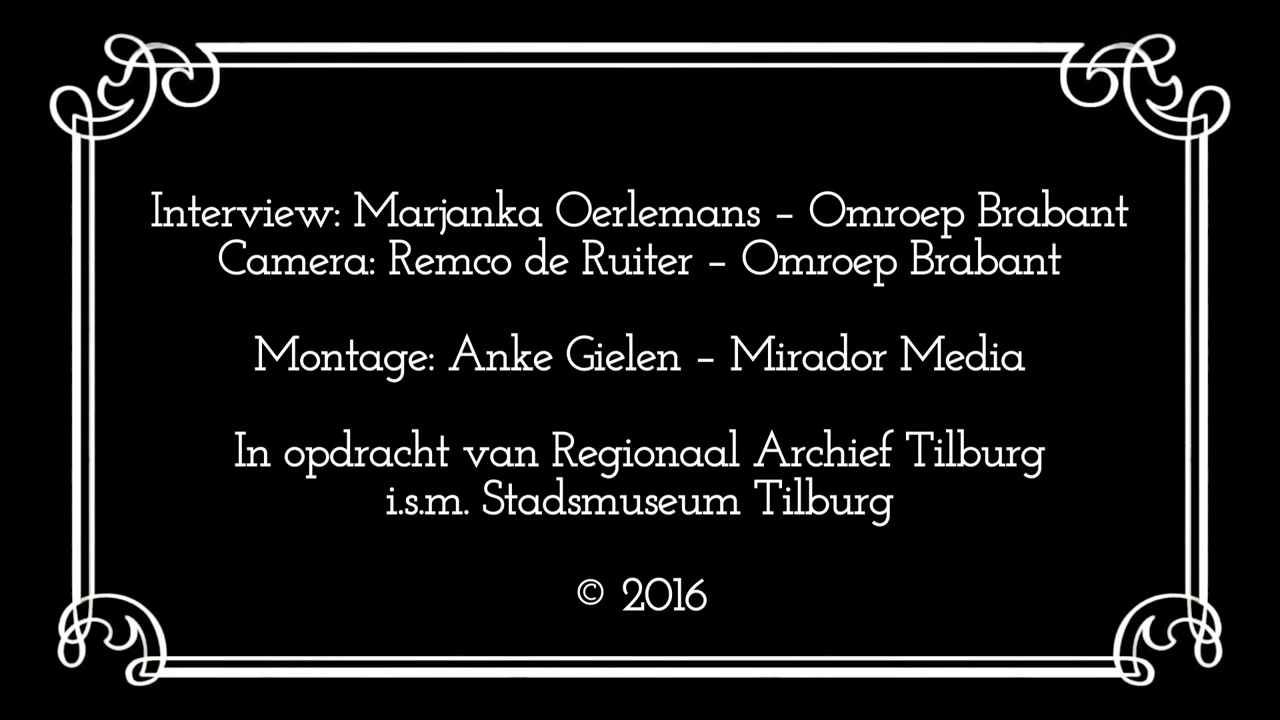 Interview: Marjanka Oerlemans – Omroep Brabant
Camera: Remco de Ruiter – Omroep Brabant
Montage: Anke Gielen – Mirador Media
In opdracht van Regionaal Archief Tilburg
i.s.m. Stadsmuseum Tilburg
© 2016